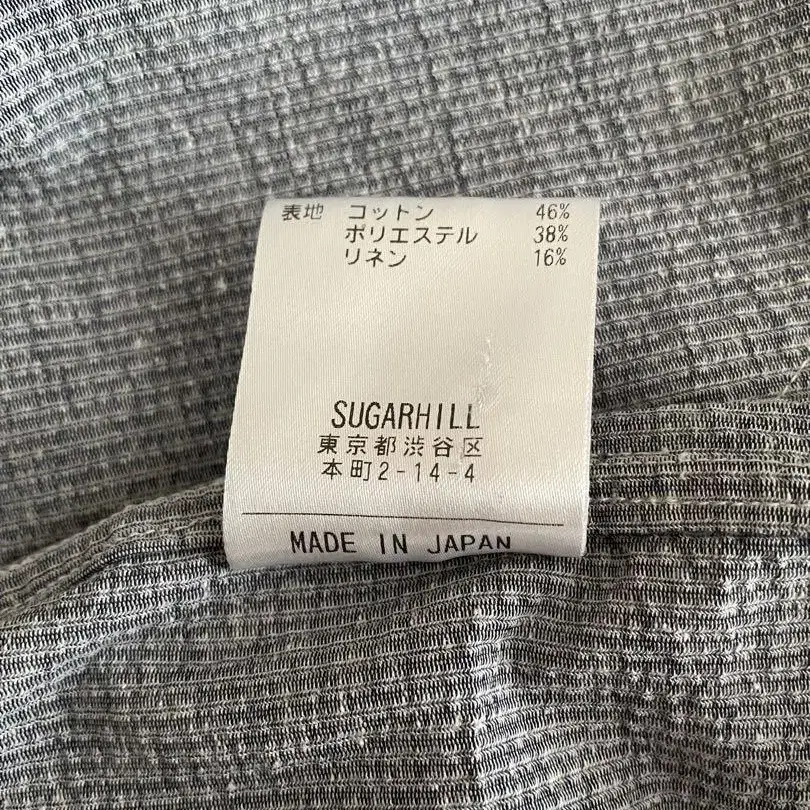 表地 コットン 46%
ポリエステル 38%
リネン 16%
SUGARHILL
東京都渋谷区
本町2-14-4
MADE IN JAPAN